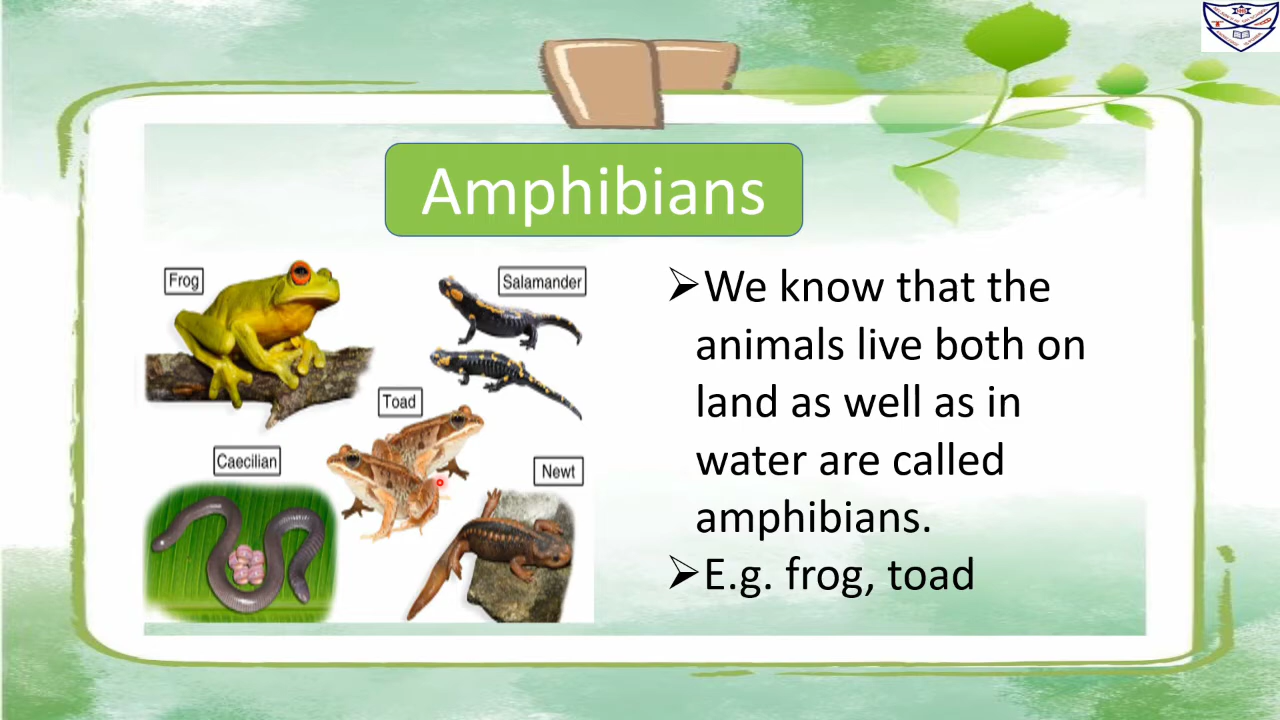 Amphibians
Frog
Salamander
Toad
Caecilian
Newt
➢We know that the
animals live both on
land as well as in
water are called
amphibians.
➢E.g. frog, toad